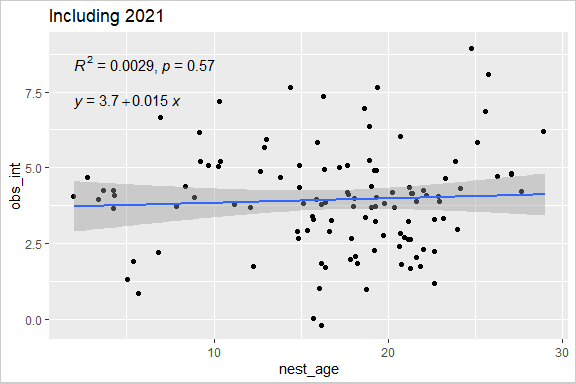 Including 2021
R² = 0.0029, p = 0.57
y = 3.7 + 0.015 x
7.5
5.0
2.5
0.0
obs_int
10 20 30
nest_age